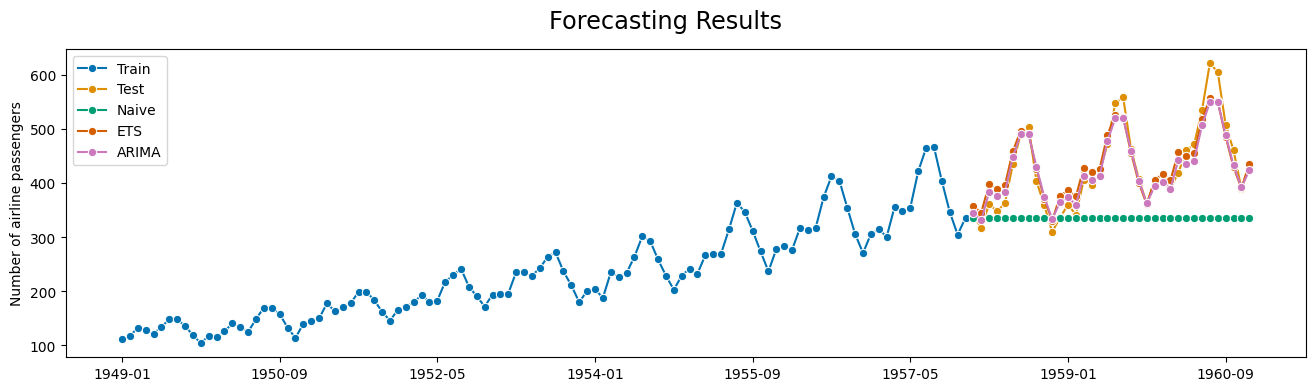 Forecasting Results
Number of airline passengers
600
500
400
300
200
100
Train
Test
Naive
ETS
ARIMA
1949-01 1950-09 1952-05 1954-01 1955-09 1957-05 1959-01 1960-09